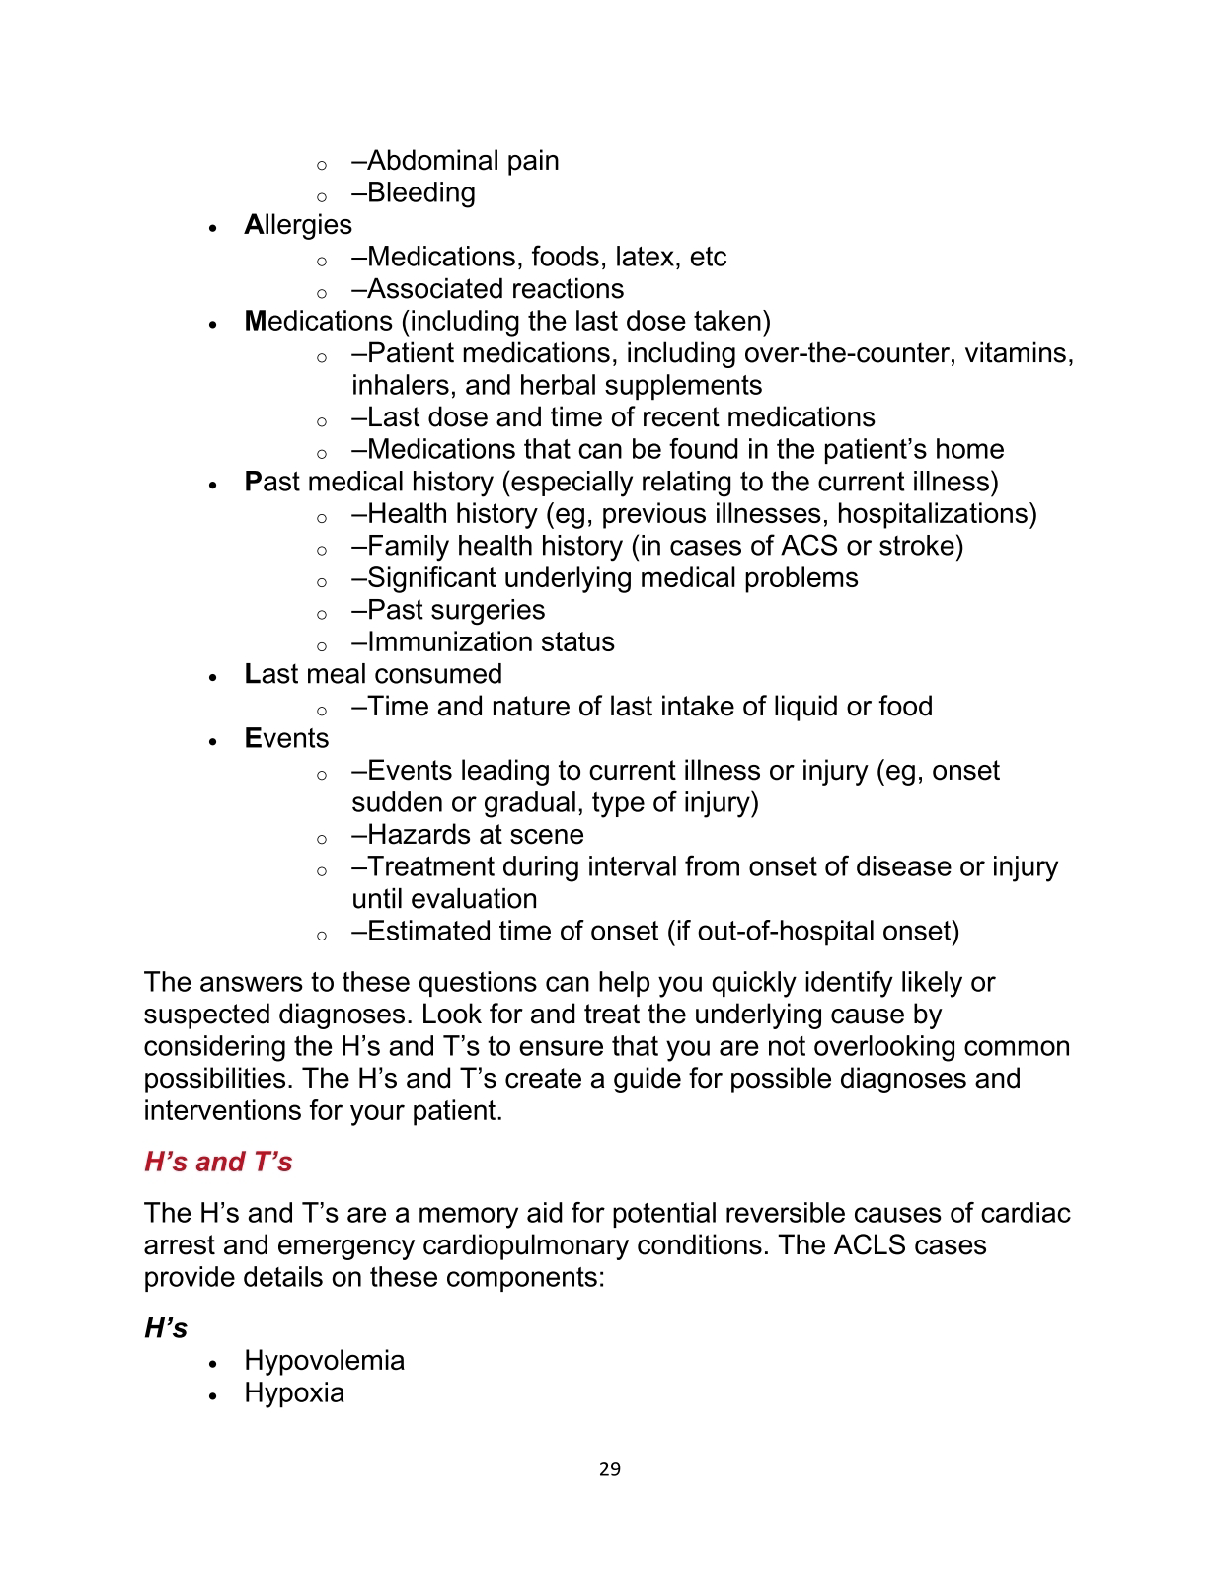 o –Abdominal pain
o –Bleeding
• Allergies
o –Medications, foods, latex, etc
o –Associated reactions
• Medications (including the last dose taken)
o –Patient medications, including over-the-counter, vitamins,
inhalers, and herbal supplements
o –Last dose and time of recent medications
o –Medications that can be found in the patient’s home
• Past medical history (especially relating to the current illness)
o –Health history (eg, previous illnesses, hospitalizations)
o –Family health history (in cases of ACS or stroke)
o –Significant underlying medical problems
o –Past surgeries
o –Immunization status
• Last meal consumed
o –Time and nature of last intake of liquid or food
• Events
o –Events leading to current illness or injury (eg, onset
sudden or gradual, type of injury)
o –Hazards at scene
o –Treatment during interval from onset of disease or injury
until evaluation
o –Estimated time of onset (if out-of-hospital onset)
The answers to these questions can help you quickly identify likely or
suspected diagnoses. Look for and treat the underlying cause by
considering the H’s and T’s to ensure that you are not overlooking common
possibilities. The H’s and T’s create a guide for possible diagnoses and
interventions for your patient.
H’s and T’s
The H’s and T’s are a memory aid for potential reversible causes of cardiac
arrest and emergency cardiopulmonary conditions. The ACLS cases
provide details on these components:
H’s
• Hypovolemia
• Hypoxia
29